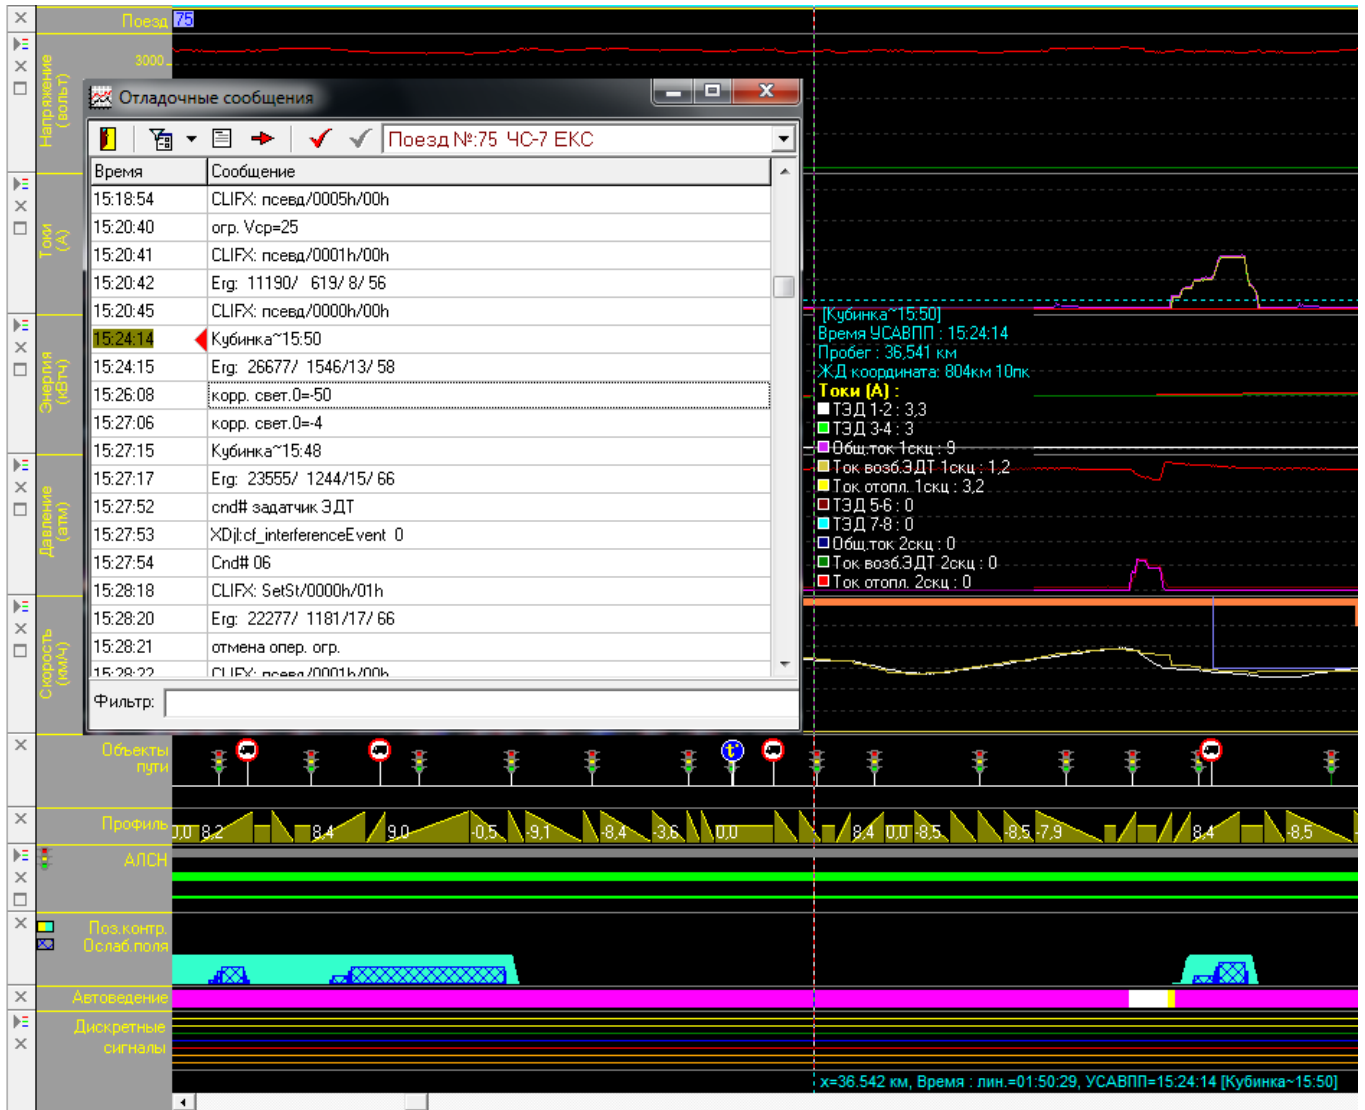 Поезд 75
Напряжение
(вольт)
3000
Отладочные сообщения
Поезд №:75 ЧС-7 ЕКС
Время Сообщение
15:18:54 CLIFX: псевд/0005h/00h
15:20:40 огр. Vср=25
15:20:41 CLIFX: псевд/0001h/00h
15:20:42 Erg: 11190/ 619/ 8/ 56
15:20:45 CLIFX: псевд/0000h/00h
15:24:14 Кубинка~15:50
15:24:15 Erg: 26677/ 1546/13/ 58
15:26:08 корр. свет.0=-50
15:27:06 корр. свет.0=-4
15:27:15 Кубинка~15:48
15:27:17 Erg: 23555/ 1244/15/ 66
15:27:52 cnd# задатчик ЭДТ
15:27:53 XDjl:cf_interferenceEvent 0
15:27:54 Cnd# 06
15:28:18 CLIFX: SetSt/0000h/01h
15:28:20 Erg: 22277/ 1181/17/ 66
15:28:21 отмена опер. огр.
15:28:22 CLIFX: псевд/0001h/00h
Фильтр:
Токи
(А)
Энергия
(кВтч)
Давление
(атм)
Скорость
(км/ч)
[Кубинка~15:50]
Время УСАВПП : 15:24:14
Пробег : 36,541 км
ЖД координата: 804км 10пк
Токи (А) :
ТЭД 1-2 : 3,3
ТЭД 3-4 : 3
Общ.ток 1скц : 9
Ток возб.ЭДТ 1скц : 1,2
Ток отопл. 1скц : 3,2
ТЭД 5-6 : 0
ТЭД 7-8 : 0
Общ.ток 2скц : 0
Ток возб.ЭДТ 2скц : 0
Ток отопл. 2скц : 0
Объекты
пути
t°
Профиль
0,0 8,2 8,4 9,0 -0,5 -9,1 -8,4 -3,6 0,0 8,4 0,0 -8,5 -8,5 -7,9 8,4 -8,5
АЛСН
Поз.контр.
Ослаб.поля
Автоведение
Дискретные
сигналы
x=36.542 км, Время : лин.=01:50:29, УСАВПП=15:24:14 [Кубинка~15:50]